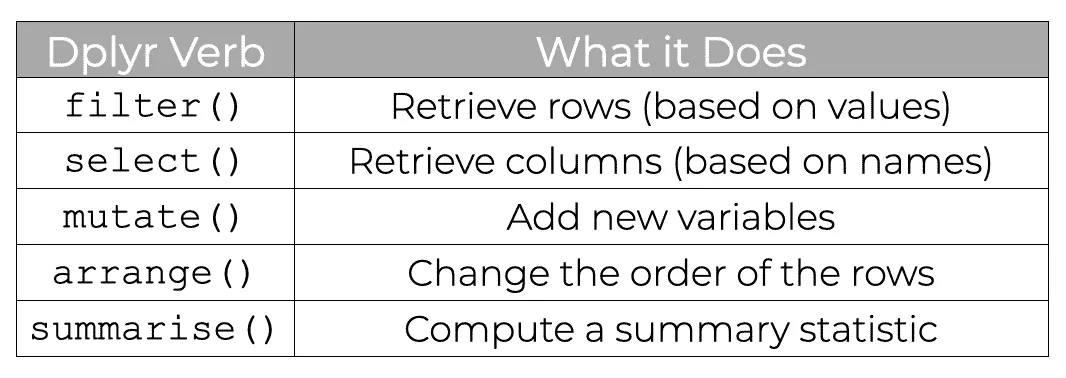 Dplyr Verb What it Does
filter() Retrieve rows (based on values)
select() Retrieve columns (based on names)
mutate() Add new variables
arrange() Change the order of the rows
summarise() Compute a summary statistic